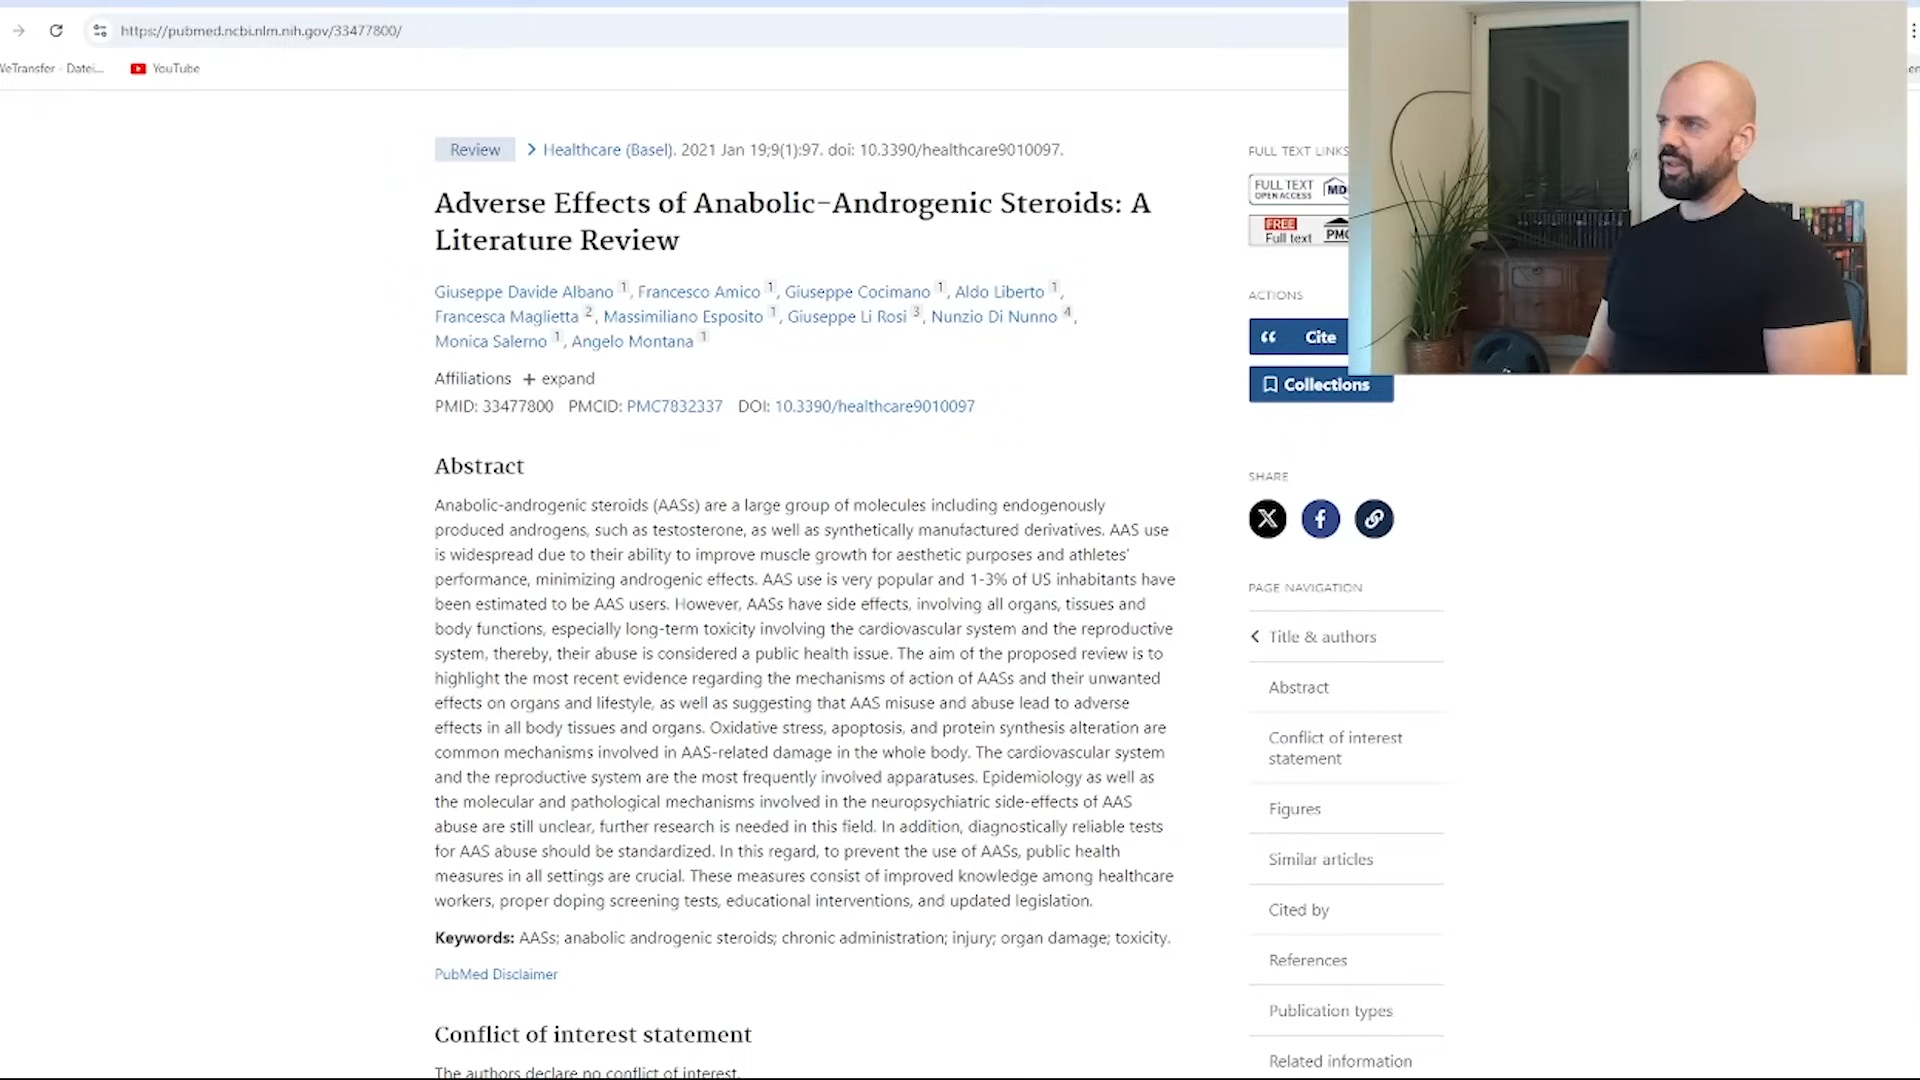 https://pubmed.ncbi.nlm.nih.gov/33477800/
WeTransfer - Datei...
YouTube
Review
Healthcare (Basel). 2021 Jan 19;9(1):97. doi: 10.3390/healthcare9010097.
Adverse Effects of Anabolic-Androgenic Steroids: A
Literature Review
Giuseppe Davide Albano 1, Francesco Amico 1, Giuseppe Cocimano 1, Aldo Liberto 1,
Francesca Maglietta 2, Massimiliano Esposito 1, Giuseppe Li Rosi 3, Nunzio Di Nunno 4,
Monica Salerno 1, Angelo Montana 1
Affiliations + expand
PMID: 33477800 PMCID: PMC7832337 DOI: 10.3390/healthcare9010097
Abstract
Anabolic-androgenic steroids (AASs) are a large group of molecules including endogenously
produced androgens, such as testosterone, as well as synthetically manufactured derivatives. AAS use
is widespread due to their ability to improve muscle growth for aesthetic purposes and athletes'
performance, minimizing androgenic effects. AAS use is very popular and 1-3% of US inhabitants have
been estimated to be AAS users. However, AASs have side effects, involving all organs, tissues and
body functions, especially long-term toxicity involving the cardiovascular system and the reproductive
system, thereby, their abuse is considered a public health issue. The aim of the proposed review is to
highlight the most recent evidence regarding the mechanisms of action of AASs and their unwanted
effects on organs and lifestyle, as well as suggesting that AAS misuse and abuse lead to adverse
effects in all body tissues and organs. Oxidative stress, apoptosis, and protein synthesis alteration are
common mechanisms involved in AAS-related damage in the whole body. The cardiovascular system
and the reproductive system are the most frequently involved apparatuses. Epidemiology as well as
the molecular and pathological mechanisms involved in the neuropsychiatric side-effects of AAS
abuse are still unclear, further research is needed in this field. In addition, diagnostically reliable tests
for AAS abuse should be standardized. In this regard, to prevent the use of AASs, public health
measures in all settings are crucial. These measures consist of improved knowledge among healthcare
workers, proper doping screening tests, educational interventions, and updated legislation.
Keywords: AASs; anabolic androgenic steroids; chronic administration; injury; organ damage; toxicity.
PubMed Disclaimer
Conflict of interest statement
The authors declare no conflict of interest.
FULL TEXT LINKS
FULL TEXT
OPEN ACCESS
FREE
Full text
PMC
ACTIONS
Cite
Collections
SHARE
PAGE NAVIGATION
Title & authors
Abstract
Conflict of interest
statement
Figures
Similar articles
Cited by
References
Publication types
Related information